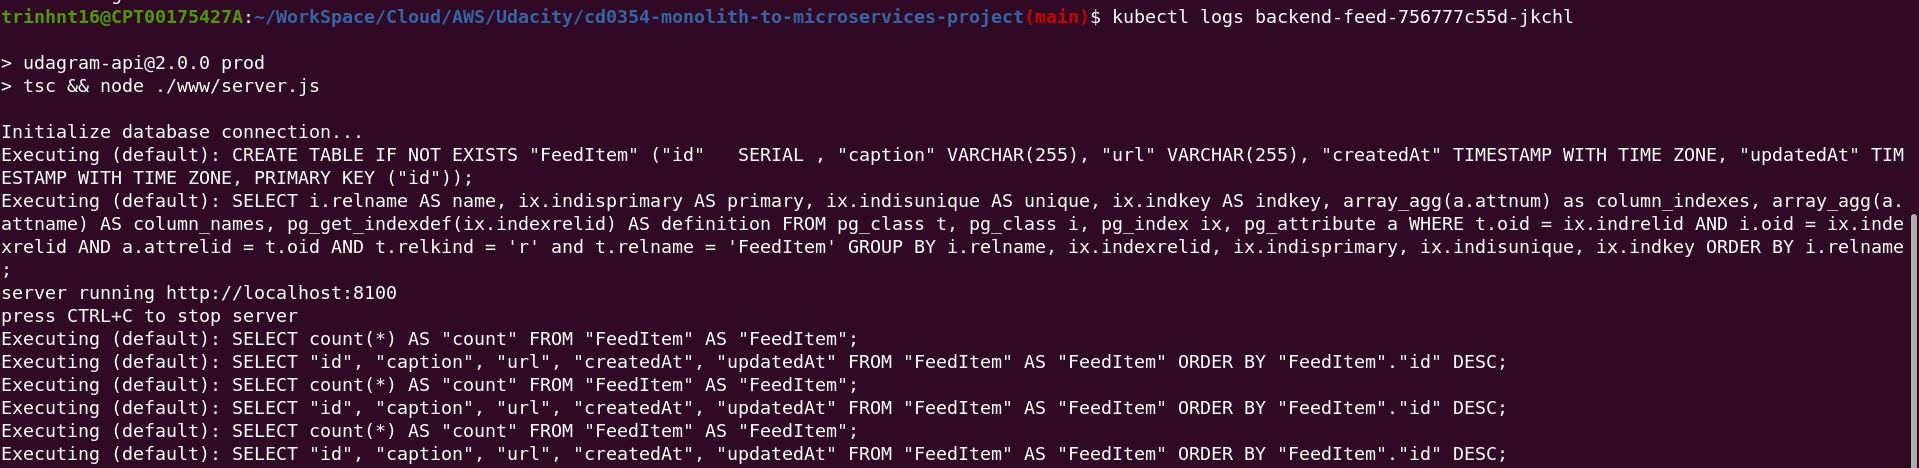 trinhnt16@CPT00175427A:~/WorkSpace/Cloud/AWS/Udacity/cd0354-monolith-to-microservices-project(main)$ kubectl logs backend-feed-756777c55d-jkchl
> udagram-api@2.0.0 prod
> tsc && node ./www/server.js
Initialize database connection...
Executing (default): CREATE TABLE IF NOT EXISTS "FeedItem" ("id"   SERIAL , "caption" VARCHAR(255), "url" VARCHAR(255), "createdAt" TIMESTAMP WITH TIME ZONE, "updatedAt" TIM
ESTAMP WITH TIME ZONE, PRIMARY KEY ("id"));
Executing (default): SELECT i.relname AS name, ix.indisprimary AS primary, ix.indisunique AS unique, ix.indkey AS indkey, array_agg(a.attnum) as column_indexes, array_agg(a.
attname) AS column_names, pg_get_indexdef(ix.indexrelid) AS definition FROM pg_class t, pg_class i, pg_index ix, pg_attribute a WHERE t.oid = ix.indrelid AND i.oid = ix.inde
xrelid AND a.attrelid = t.oid AND t.relkind = 'r' and t.relname = 'FeedItem' GROUP BY i.relname, ix.indexrelid, ix.indisprimary, ix.indisunique, ix.indkey ORDER BY i.relname
;
server running http://localhost:8100
press CTRL+C to stop server
Executing (default): SELECT count(*) AS "count" FROM "FeedItem" AS "FeedItem";
Executing (default): SELECT "id", "caption", "url", "createdAt", "updatedAt" FROM "FeedItem" AS "FeedItem" ORDER BY "FeedItem"."id" DESC;
Executing (default): SELECT count(*) AS "count" FROM "FeedItem" AS "FeedItem";
Executing (default): SELECT "id", "caption", "url", "createdAt", "updatedAt" FROM "FeedItem" AS "FeedItem" ORDER BY "FeedItem"."id" DESC;
Executing (default): SELECT count(*) AS "count" FROM "FeedItem" AS "FeedItem";
Executing (default): SELECT "id", "caption", "url", "createdAt", "updatedAt" FROM "FeedItem" AS "FeedItem" ORDER BY "FeedItem"."id" DESC;